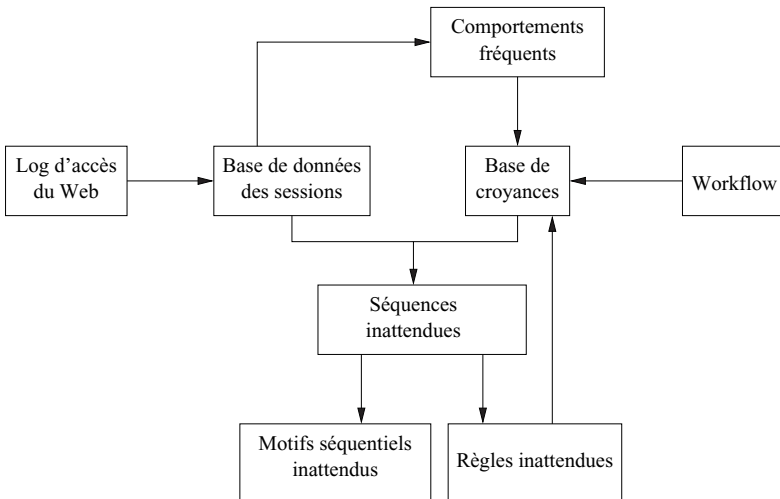 Comportements
fréquents
Log d’accès
du Web
Base de données
des sessions
Base de
croyances
Workflow
Séquences
inattendues
Motifs séquentiels
inattendus
Règles inattendues